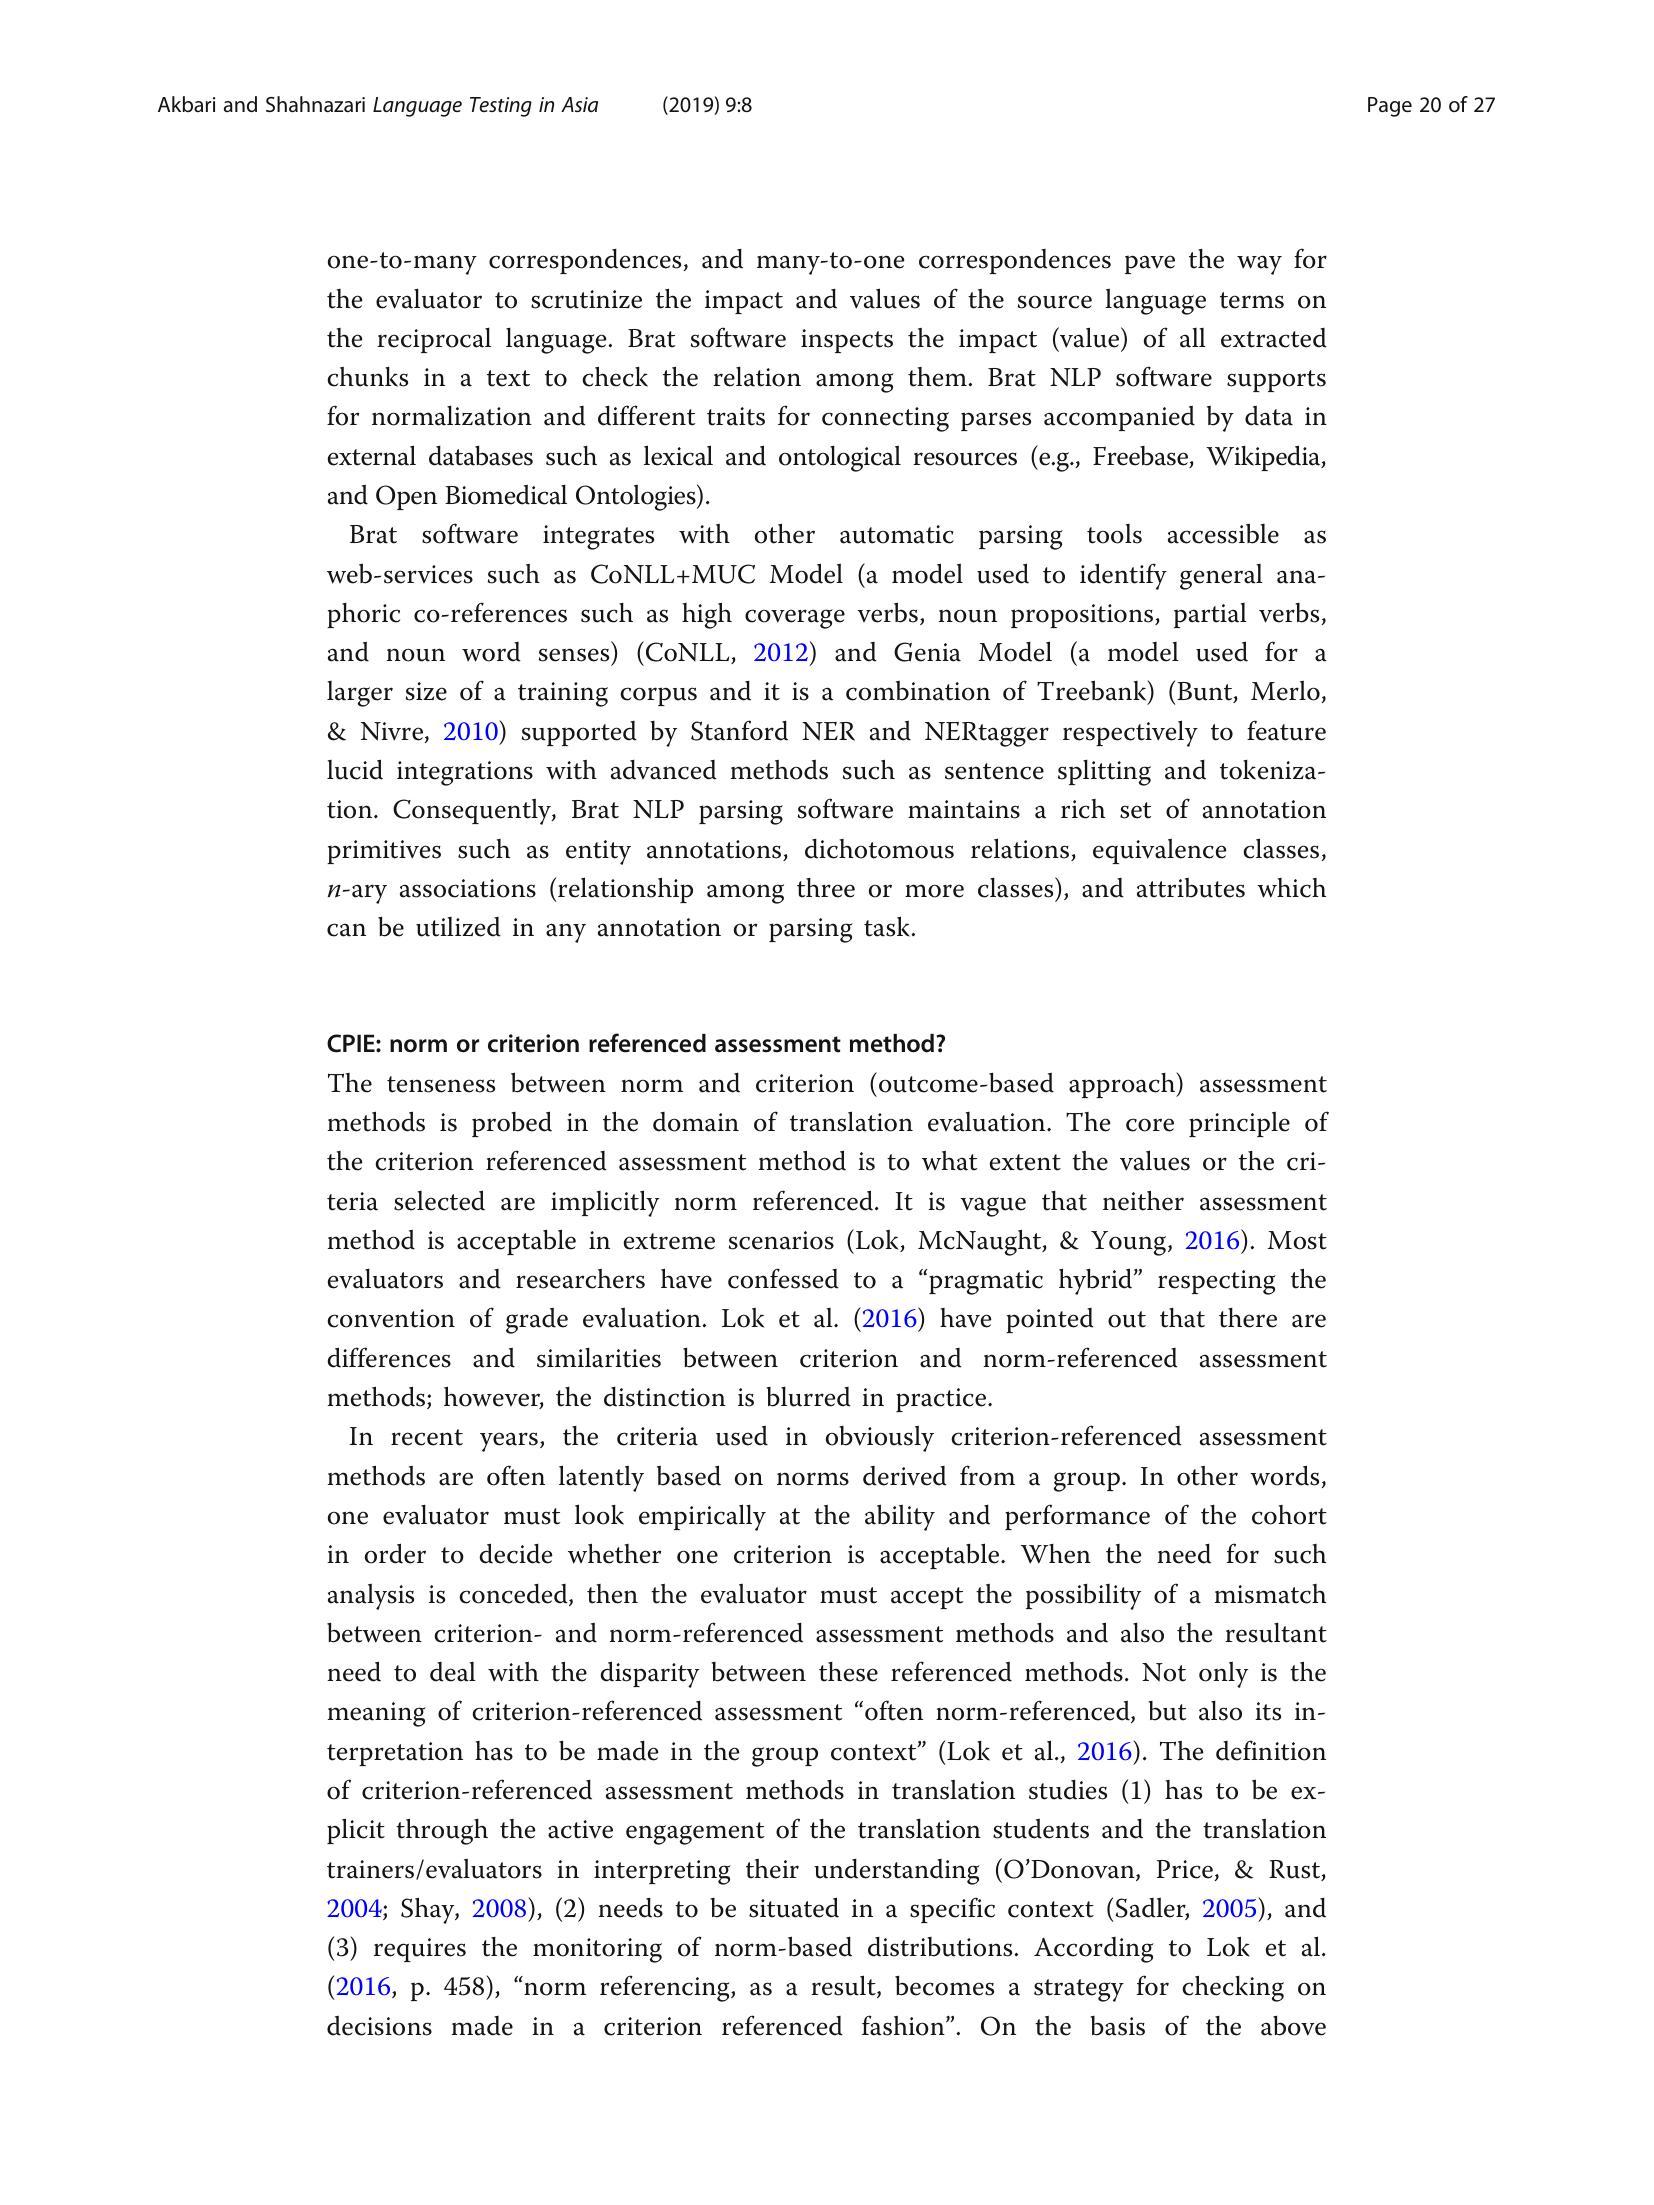 Akbari and Shahnazari Language Testing in Asia (2019) 9:8 Page 20 of 27
one-to-many correspondences, and many-to-one correspondences pave the way for
the evaluator to scrutinize the impact and values of the source language terms on
the reciprocal language. Brat software inspects the impact (value) of all extracted
chunks in a text to check the relation among them. Brat NLP software supports
for normalization and different traits for connecting parses accompanied by data in
external databases such as lexical and ontological resources (e.g., Freebase, Wikipedia,
and Open Biomedical Ontologies).
Brat software integrates with other automatic parsing tools accessible as
web-services such as CoNLL+MUC Model (a model used to identify general ana-
phoric co-references such as high coverage verbs, noun propositions, partial verbs,
and noun word senses) (CoNLL, 2012) and Genia Model (a model used for a
larger size of a training corpus and it is a combination of Treebank) (Bunt, Merlo,
& Nivre, 2010) supported by Stanford NER and NERtagger respectively to feature
lucid integrations with advanced methods such as sentence splitting and tokeniza-
tion. Consequently, Brat NLP parsing software maintains a rich set of annotation
primitives such as entity annotations, dichotomous relations, equivalence classes,
n-ary associations (relationship among three or more classes), and attributes which
can be utilized in any annotation or parsing task.
CPIE: norm or criterion referenced assessment method?
The tenseness between norm and criterion (outcome-based approach) assessment
methods is probed in the domain of translation evaluation. The core principle of
the criterion referenced assessment method is to what extent the values or the cri-
teria selected are implicitly norm referenced. It is vague that neither assessment
method is acceptable in extreme scenarios (Lok, McNaught, & Young, 2016). Most
evaluators and researchers have confessed to a “pragmatic hybrid” respecting the
convention of grade evaluation. Lok et al. (2016) have pointed out that there are
differences and similarities between criterion and norm-referenced assessment
methods; however, the distinction is blurred in practice.
In recent years, the criteria used in obviously criterion-referenced assessment
methods are often latently based on norms derived from a group. In other words,
one evaluator must look empirically at the ability and performance of the cohort
in order to decide whether one criterion is acceptable. When the need for such
analysis is conceded, then the evaluator must accept the possibility of a mismatch
between criterion- and norm-referenced assessment methods and also the resultant
need to deal with the disparity between these referenced methods. Not only is the
meaning of criterion-referenced assessment “often norm-referenced, but also its in-
terpretation has to be made in the group context” (Lok et al., 2016). The definition
of criterion-referenced assessment methods in translation studies (1) has to be ex-
plicit through the active engagement of the translation students and the translation
trainers/evaluators in interpreting their understanding (O’Donovan, Price, & Rust,
2004; Shay, 2008), (2) needs to be situated in a specific context (Sadler, 2005), and
(3) requires the monitoring of norm-based distributions. According to Lok et al.
(2016, p. 458), “norm referencing, as a result, becomes a strategy for checking on
decisions made in a criterion referenced fashion”. On the basis of the above